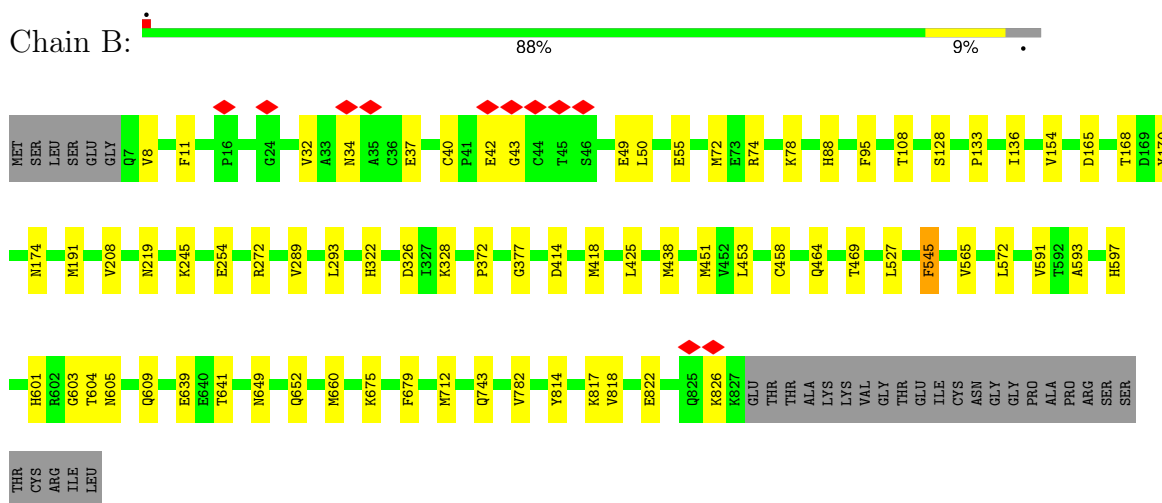 Chain B:
88% 9%
MET SER LEU SER GLU GLY Q7 V8 F11 P16 G24 V32 A33 N34 A35 C36 E37 C40 P41 E42 G43 C44 T45 S46 E49 L50 E55 M72 E73 R74 K78 H88 F95 T108 S128 P133 I136 V154 D165 T168 D169
N174 M191 V208 N219 K245 E254 R272 V289 L293 H322 D326 I327 K328 P372 G377 D414 M418 L425 M438 M451 V452 L453 C458 Q464 T469 L527 F545 V565 L572 V591 T592 A593 H597
H601 R602 G603 T604 N605 Q609 E639 E640 T641 N649 Q652 M660 K675 F679 M712 Q743 V782 Y814 K817 V818 E822 Q825 K826 K827 GLU THR THR ALA LYS LYS VAL GLY THR GLU ILE CYS ASN GLY GLY PRO ALA PRO ARG SER SER
THR CYS ARG ILE LEU